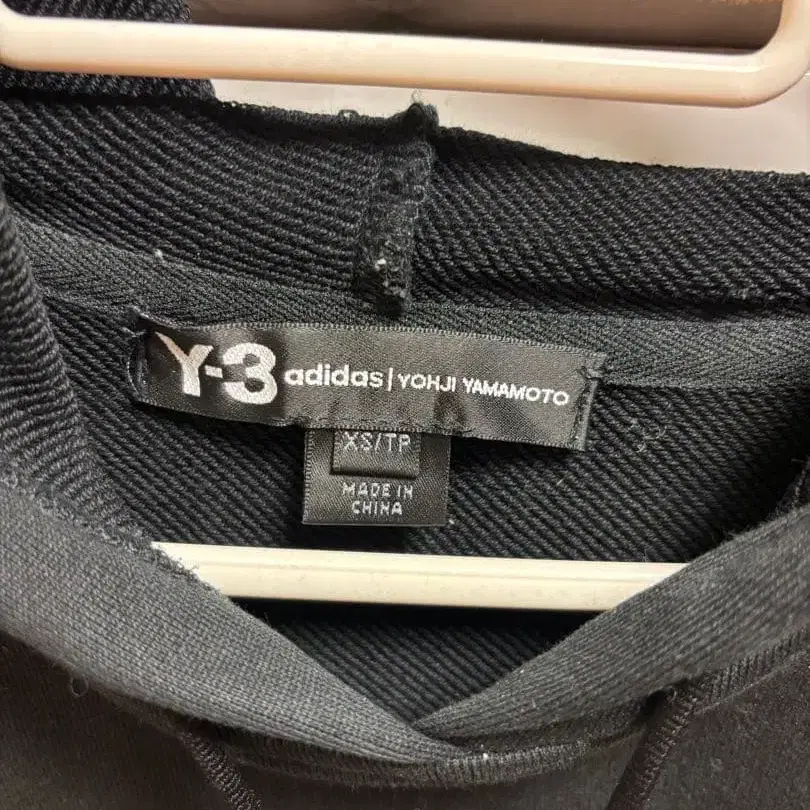 Y-3 adidas | YOHJI YAMAMOTO
XS/TP
MADE IN
CHINA